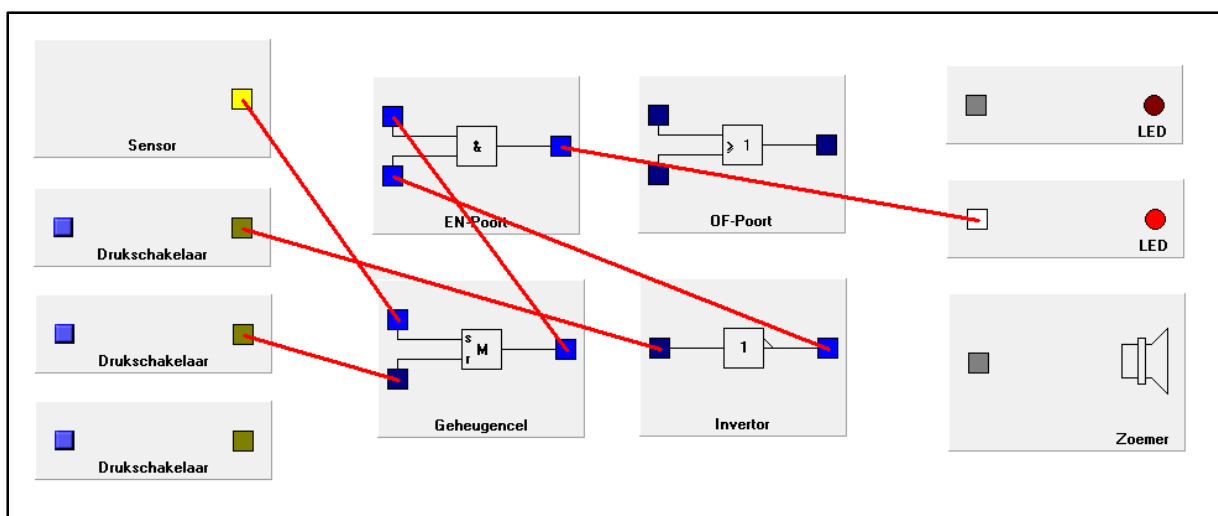 Sensor
Drukschakelaar
Drukschakelaar
Drukschakelaar
&
EN-Poort
≥ 1
OF-Poort
s
r
M
Geheugencel
1
Invertor
LED
LED
Zoemer